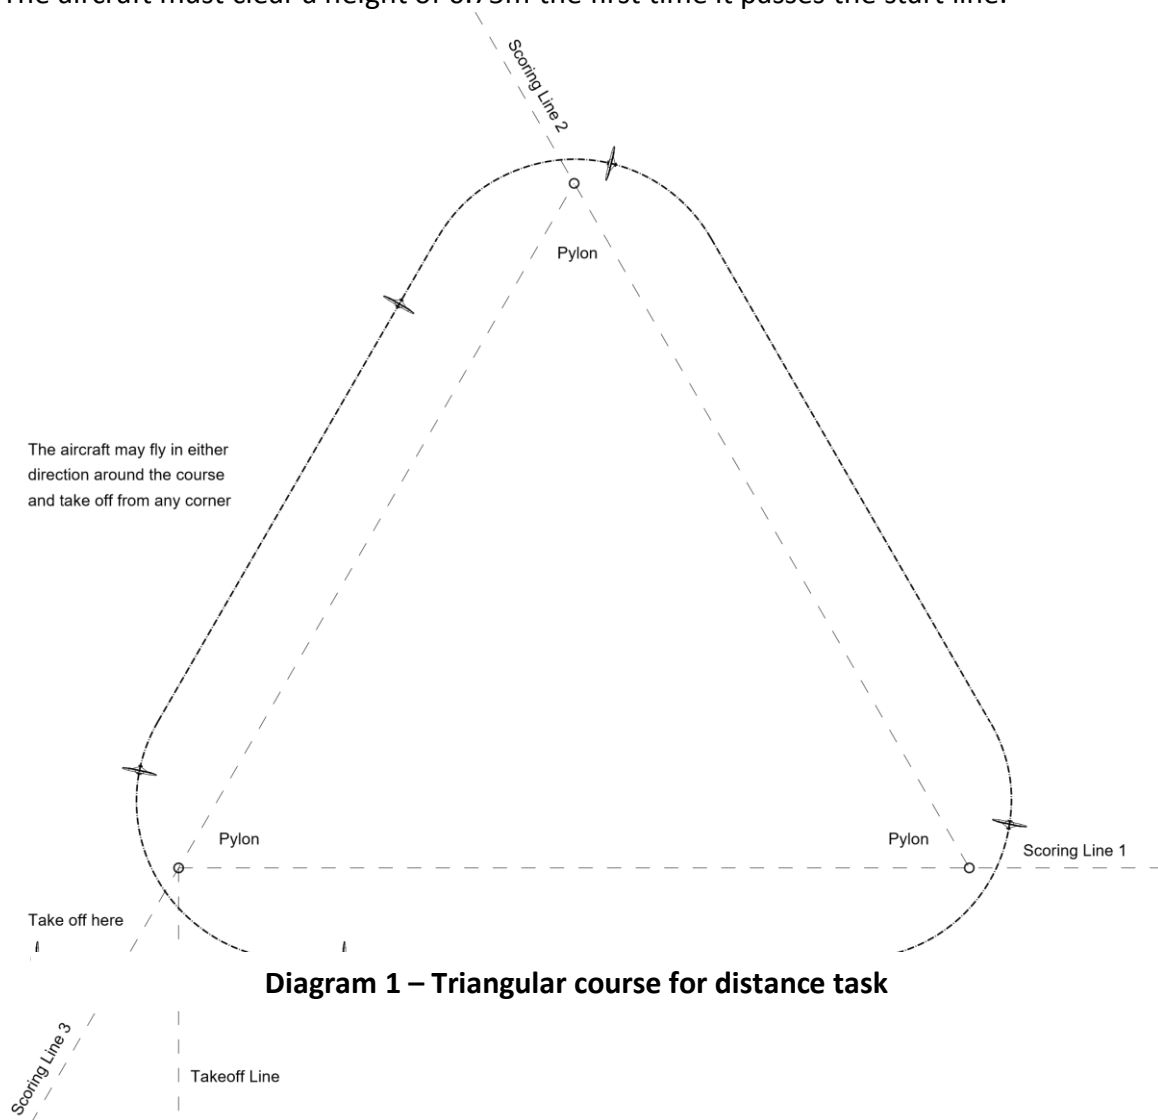 The aircraft must clear a height of 0.75m the first time it passes the start line.
Scoring Line 2
Pylon
The aircraft may fly in either
direction around the course
and take off from any corner
Pylon
Pylon
Scoring Line 1
Take off here
Diagram 1 – Triangular course for distance task
Scoring Line 3
Takeoff Line